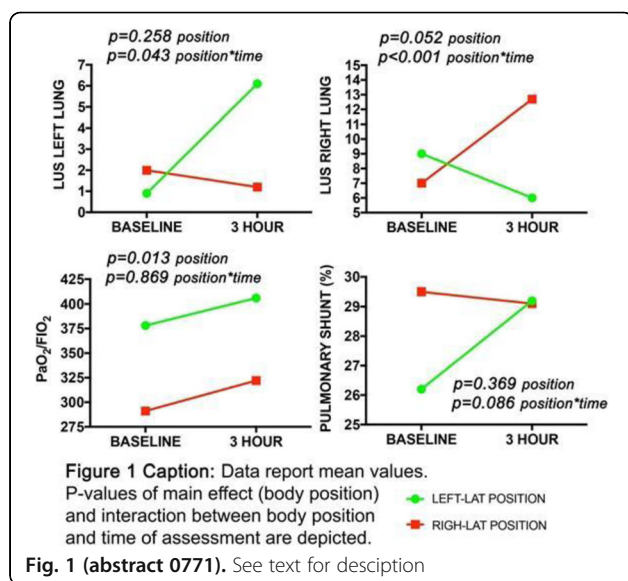 p=0.258 position
p=0.043 position*time
LUS LEFT LUNG
7
6
5
4
3
2
1
0
BASELINE 3 HOUR
p=0.052 position
p<0.001 position*time
LUS RIGHT LUNG
15
14
13
12
11
10
9
8
7
6
5
BASELINE 3 HOUR
p=0.013 position
p=0.869 position*time
PaO2/FIO2
425
400
375
350
325
300
275
BASELINE 3 HOUR
PULMONARY SHUNT (%)
30
29
28
27
26
25
p=0.369 position
p=0.086 position*time
BASELINE 3 HOUR
Figure 1 Caption: Data report mean values.
P-values of main effect (body position)
and interaction between body position
and time of assessment are depicted.
LEFT-LAT POSITION
RIGH-LAT POSITION
Fig. 1 (abstract 0771). See text for desciption